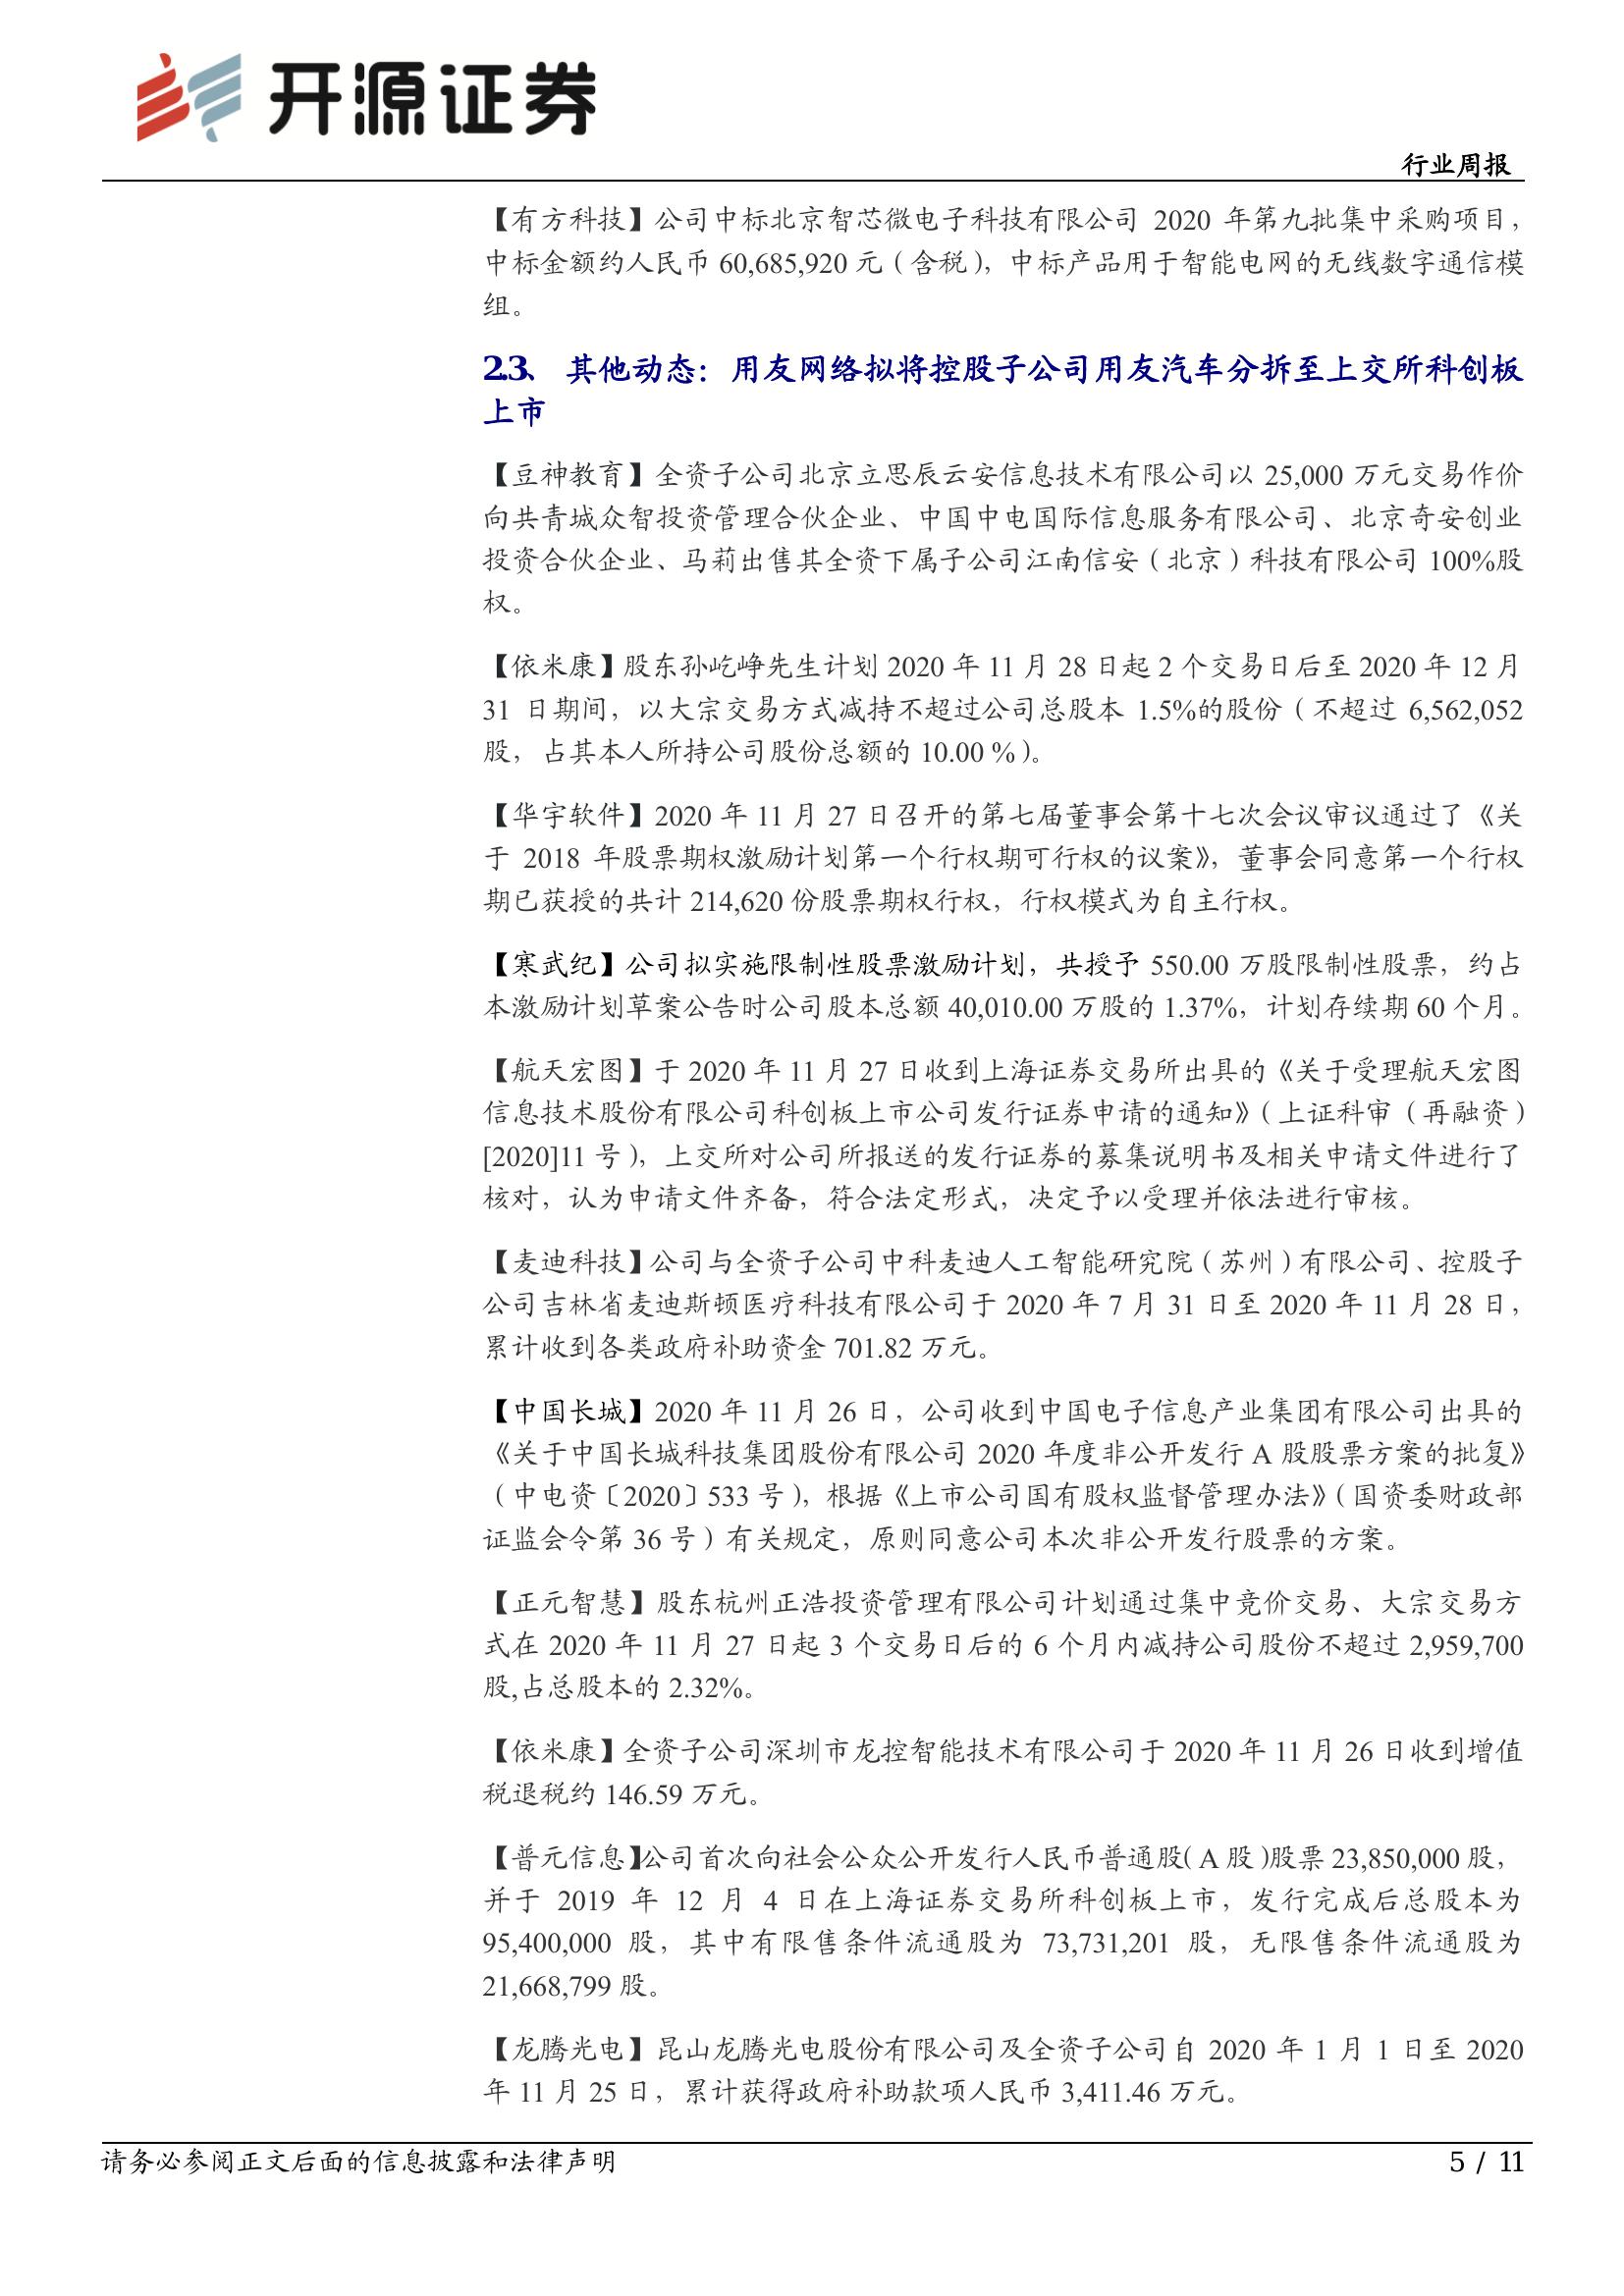 开源证券
行业周报
【有方科技】公司中标北京智芯微电子科技有限公司 2020 年第九批集中采购项目，
中标金额约人民币 60,685,920 元（含税），中标产品用于智能电网的无线数字通信模
组。
2.3、 其他动态：用友网络拟将控股子公司用友汽车分拆至上交所科创板
上市
【豆神教育】全资子公司北京立思辰云安信息技术有限公司以 25,000 万元交易作价
向共青城众智投资管理合伙企业、中国中电国际信息服务有限公司、北京奇安创业
投资合伙企业、马莉出售其全资下属子公司江南信安（北京）科技有限公司 100%股
权。
【依米康】股东孙屹峥先生计划 2020 年 11 月 28 日起 2 个交易日后至 2020 年 12 月
31 日期间，以大宗交易方式减持不超过公司总股本 1.5%的股份（不超过 6,562,052
股，占其本人所持公司股份总额的 10.00 %）。
【华宇软件】2020 年 11 月 27 日召开的第七届董事会第十七次会议审议通过了《关
于 2018 年股票期权激励计划第一个行权期可行权的议案》，董事会同意第一个行权
期已获授的共计 214,620 份股票期权行权，行权模式为自主行权。
【寒武纪】公司拟实施限制性股票激励计划，共授予 550.00 万股限制性股票，约占
本激励计划草案公告时公司股本总额 40,010.00 万股的 1.37%，计划存续期 60 个月。
【航天宏图】于 2020 年 11 月 27 日收到上海证券交易所出具的《关于受理航天宏图
信息技术股份有限公司科创板上市公司发行证券申请的通知》（上证科审（再融资）
[2020]11 号），上交所对公司所报送的发行证券的募集说明书及相关申请文件进行了
核对，认为申请文件齐备，符合法定形式，决定予以受理并依法进行审核。
【麦迪科技】公司与全资子公司中科麦迪人工智能研究院（苏州）有限公司、控股子
公司吉林省麦迪斯顿医疗科技有限公司于 2020 年 7 月 31 日至 2020 年 11 月 28 日，
累计收到各类政府补助资金 701.82 万元。
【中国长城】2020 年 11 月 26 日，公司收到中国电子信息产业集团有限公司出具的
《关于中国长城科技集团股份有限公司 2020 年度非公开发行 A 股股票方案的批复》
（中电资〔2020〕533 号），根据《上市公司国有股权监督管理办法》（国资委财政部
证监会令第 36 号）有关规定，原则同意公司本次非公开发行股票的方案。
【正元智慧】股东杭州正浩投资管理有限公司计划通过集中竞价交易、大宗交易方
式在 2020 年 11 月 27 日起 3 个交易日后的 6 个月内减持公司股份不超过 2,959,700
股,占总股本的 2.32%。
【依米康】全资子公司深圳市龙控智能技术有限公司于 2020 年 11 月 26 日收到增值
税退税约 146.59 万元。
【普元信息】公司首次向社会公众公开发行人民币普通股（A 股）股票 23,850,000 股，
并于 2019 年 12 月 4 日在上海证券交易所科创板上市，发行完成后总股本为
95,400,000 股，其中有限售条件流通股为 73,731,201 股，无限售条件流通股为
21,668,799 股。
【龙腾光电】昆山龙腾光电股份有限公司及全资子公司自 2020 年 1 月 1 日至 2020
年 11 月 25 日，累计获得政府补助款项人民币 3,411.46 万元。
请务必参阅正文后面的信息披露和法律声明
5 / 11